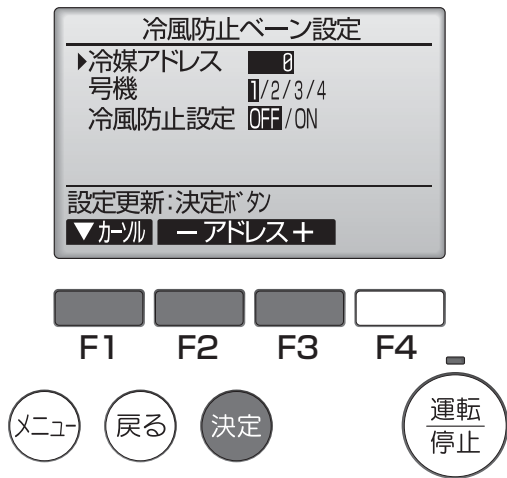 冷風防止ベーン設定
▶冷媒アドレス 0
号機 1/2/3/4
冷風防止設定 OFF/ON
設定更新:決定ボタン
▼カーソル －アドレス＋
F1 F2 F3 F4
メニュー 戻る 決定 運転
停止